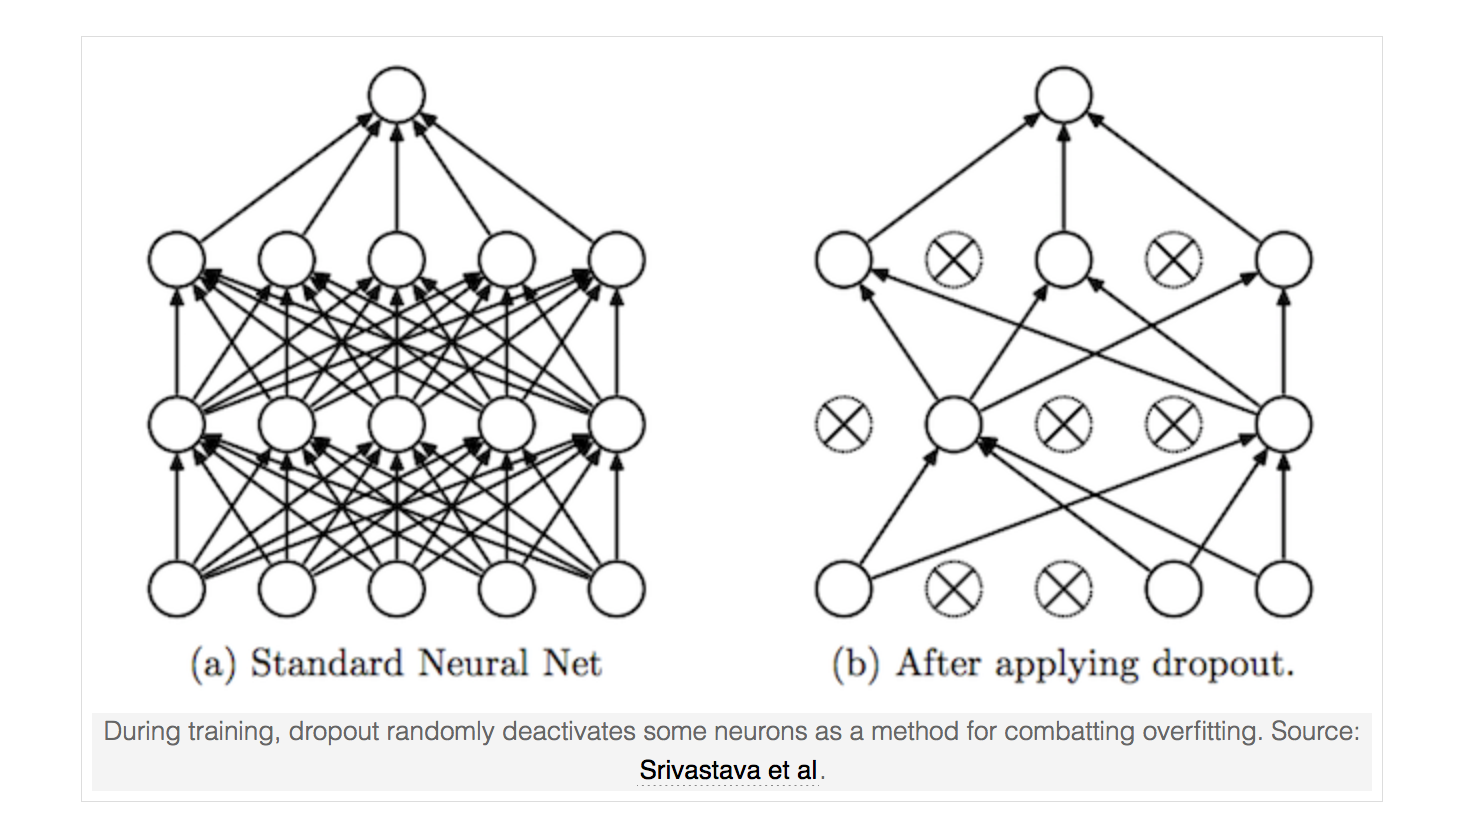 (a) Standard Neural Net
(b) After applying dropout.
During training, dropout randomly deactivates some neurons as a method for combatting overfitting. Source:
Srivastava et al.